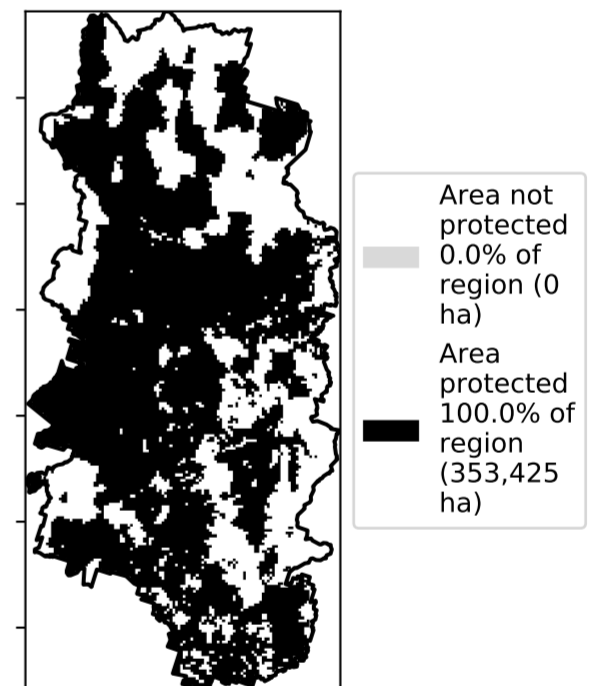 Area not
protected
0.0% of
region (0
ha)
Area
protected
100.0% of
region
(353,425
ha)